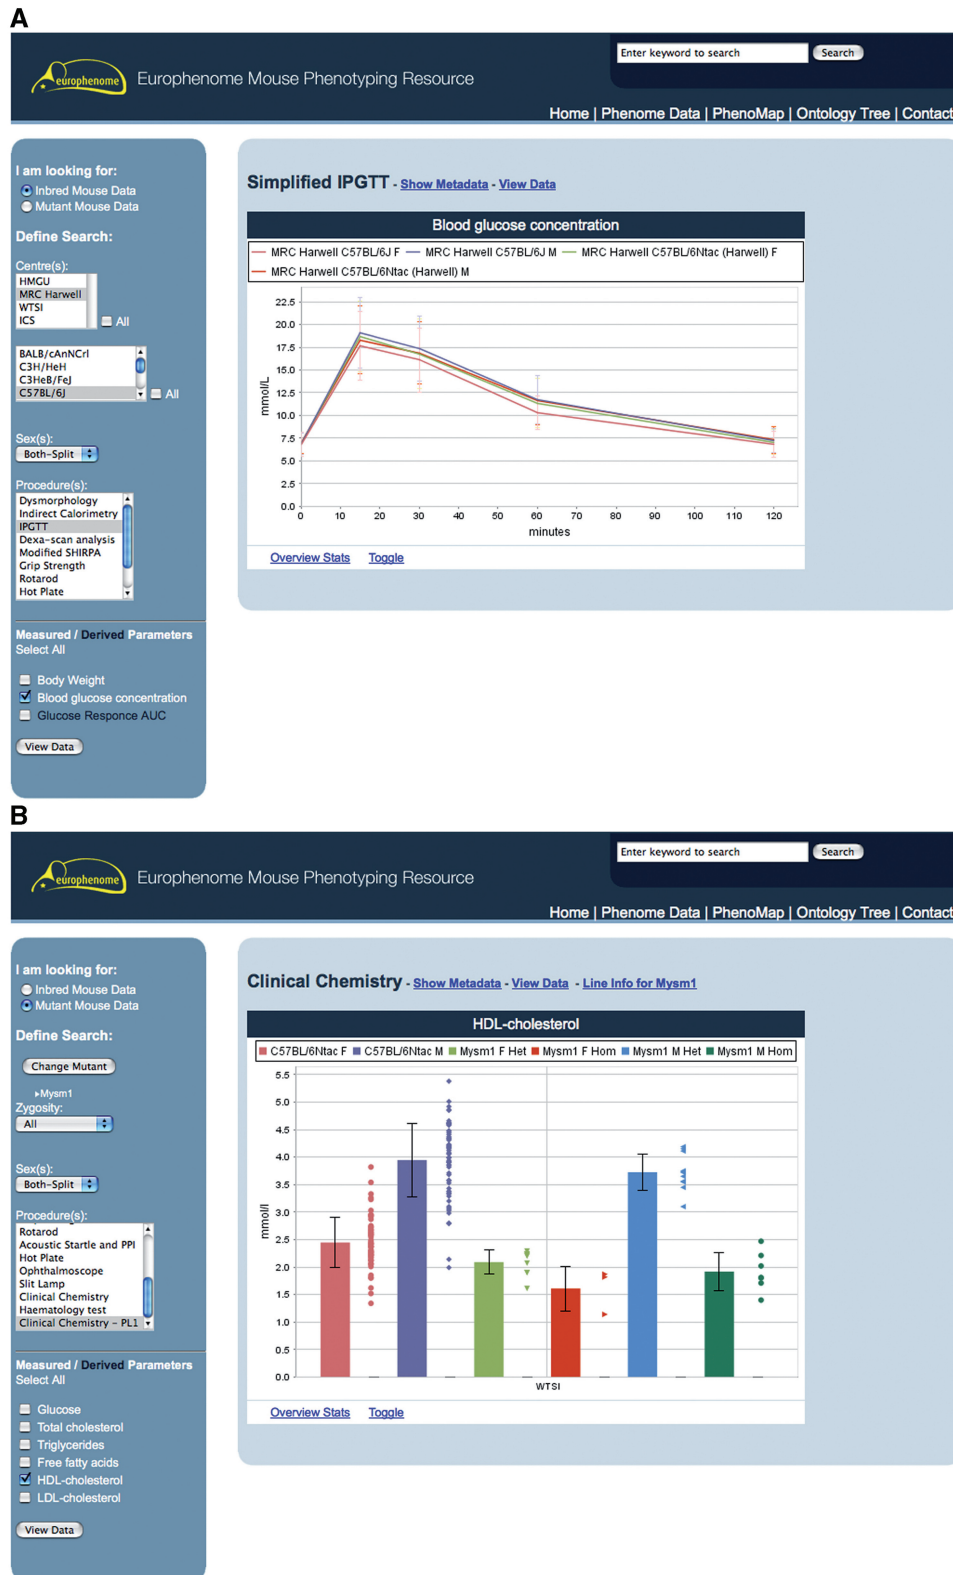 A
europhenome
Europhenome Mouse Phenotyping Resource
Enter keyword to search
Search
Home | Phenome Data | PhenoMap | Ontology Tree | Contact
I am looking for:
Inbred Mouse Data
Mutant Mouse Data
Define Search:
Centre(s):
HMGU
MRC Harwell
WTSI
ICS
All
BALB/cAnNCrl
C3H/HeH
C3HeB/FeJ
C57BL/6J
All
Sex(s):
Both-Split
Procedure(s):
Dysmorphology
Indirect Calorimetry
IPGTT
Dexa-scan analysis
Modified SHIRPA
Grip Strength
Rotarod
Hot Plate
Measured / Derived Parameters
Select All
Body Weight
Blood glucose concentration
Glucose Responce AUC
View Data
Simplified IPGTT - Show Metadata - View Data
Blood glucose concentration
MRC Harwell C57BL/6J F
MRC Harwell C57BL/6J M
MRC Harwell C57BL/6Ntac (Harwell) F
MRC Harwell C57BL/6Ntac (Harwell) M
22.5
20.0
17.5
15.0
12.5
10.0
7.5
5.0
2.5
0.0
mmol/L
0 10 20 30 40 50 60 70 80 90 100 110 120
minutes
Overview Stats
Toggle
B
europhenome
Europhenome Mouse Phenotyping Resource
Enter keyword to search
Search
Home | Phenome Data | PhenoMap | Ontology Tree | Contact
I am looking for:
Inbred Mouse Data
Mutant Mouse Data
Define Search:
Change Mutant
Mysm1
Zygosity:
All
Sex(s):
Both-Split
Procedure(s):
Rotarod
Acoustic Startle and PPI
Hot Plate
Ophthalmoscope
Slit Lamp
Clinical Chemistry
Haematology test
Clinical Chemistry - PL1
Measured / Derived Parameters
Select All
Glucose
Total cholesterol
Triglycerides
Free fatty acids
HDL-cholesterol
LDL-cholesterol
View Data
Clinical Chemistry - Show Metadata - View Data - Line Info for Mysm1
HDL-cholesterol
C57BL/6Ntac F
C57BL/6Ntac M
Mysm1 F Het
Mysm1 F Hom
Mysm1 M Het
Mysm1 M Hom
5.5
5.0
4.5
4.0
3.5
3.0
2.5
2.0
1.5
1.0
0.5
0.0
mmol/l
WTSI
Overview Stats
Toggle